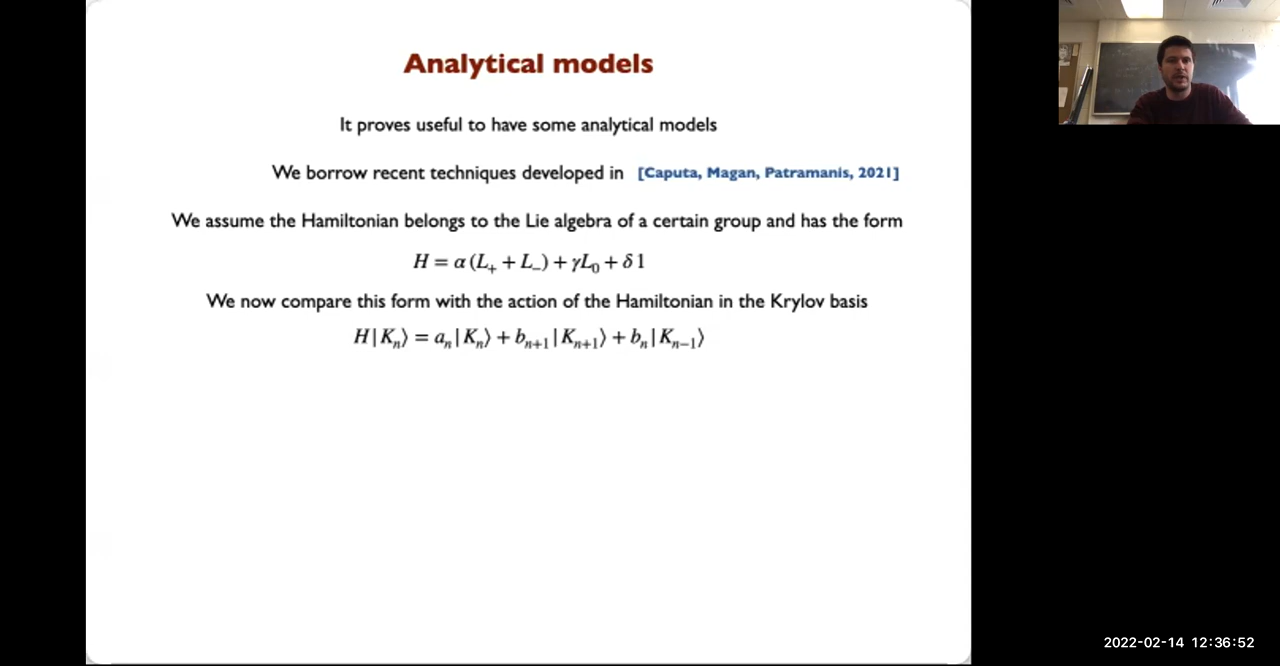 Analytical models
It proves useful to have some analytical models
We borrow recent techniques developed in [Caputa, Magan, Patramanis, 2021]
We assume the Hamiltonian belongs to the Lie algebra of a certain group and has the form
H = α (L₊ + L₋) + γL₀ + δ 1
We now compare this form with the action of the Hamiltonian in the Krylov basis
H|Kₙ⟩ = aₙ|Kₙ⟩ + bₙ₊₁|Kₙ₊₁⟩ + bₙ|Kₙ₋₁⟩
2022-02-14 12:36:52